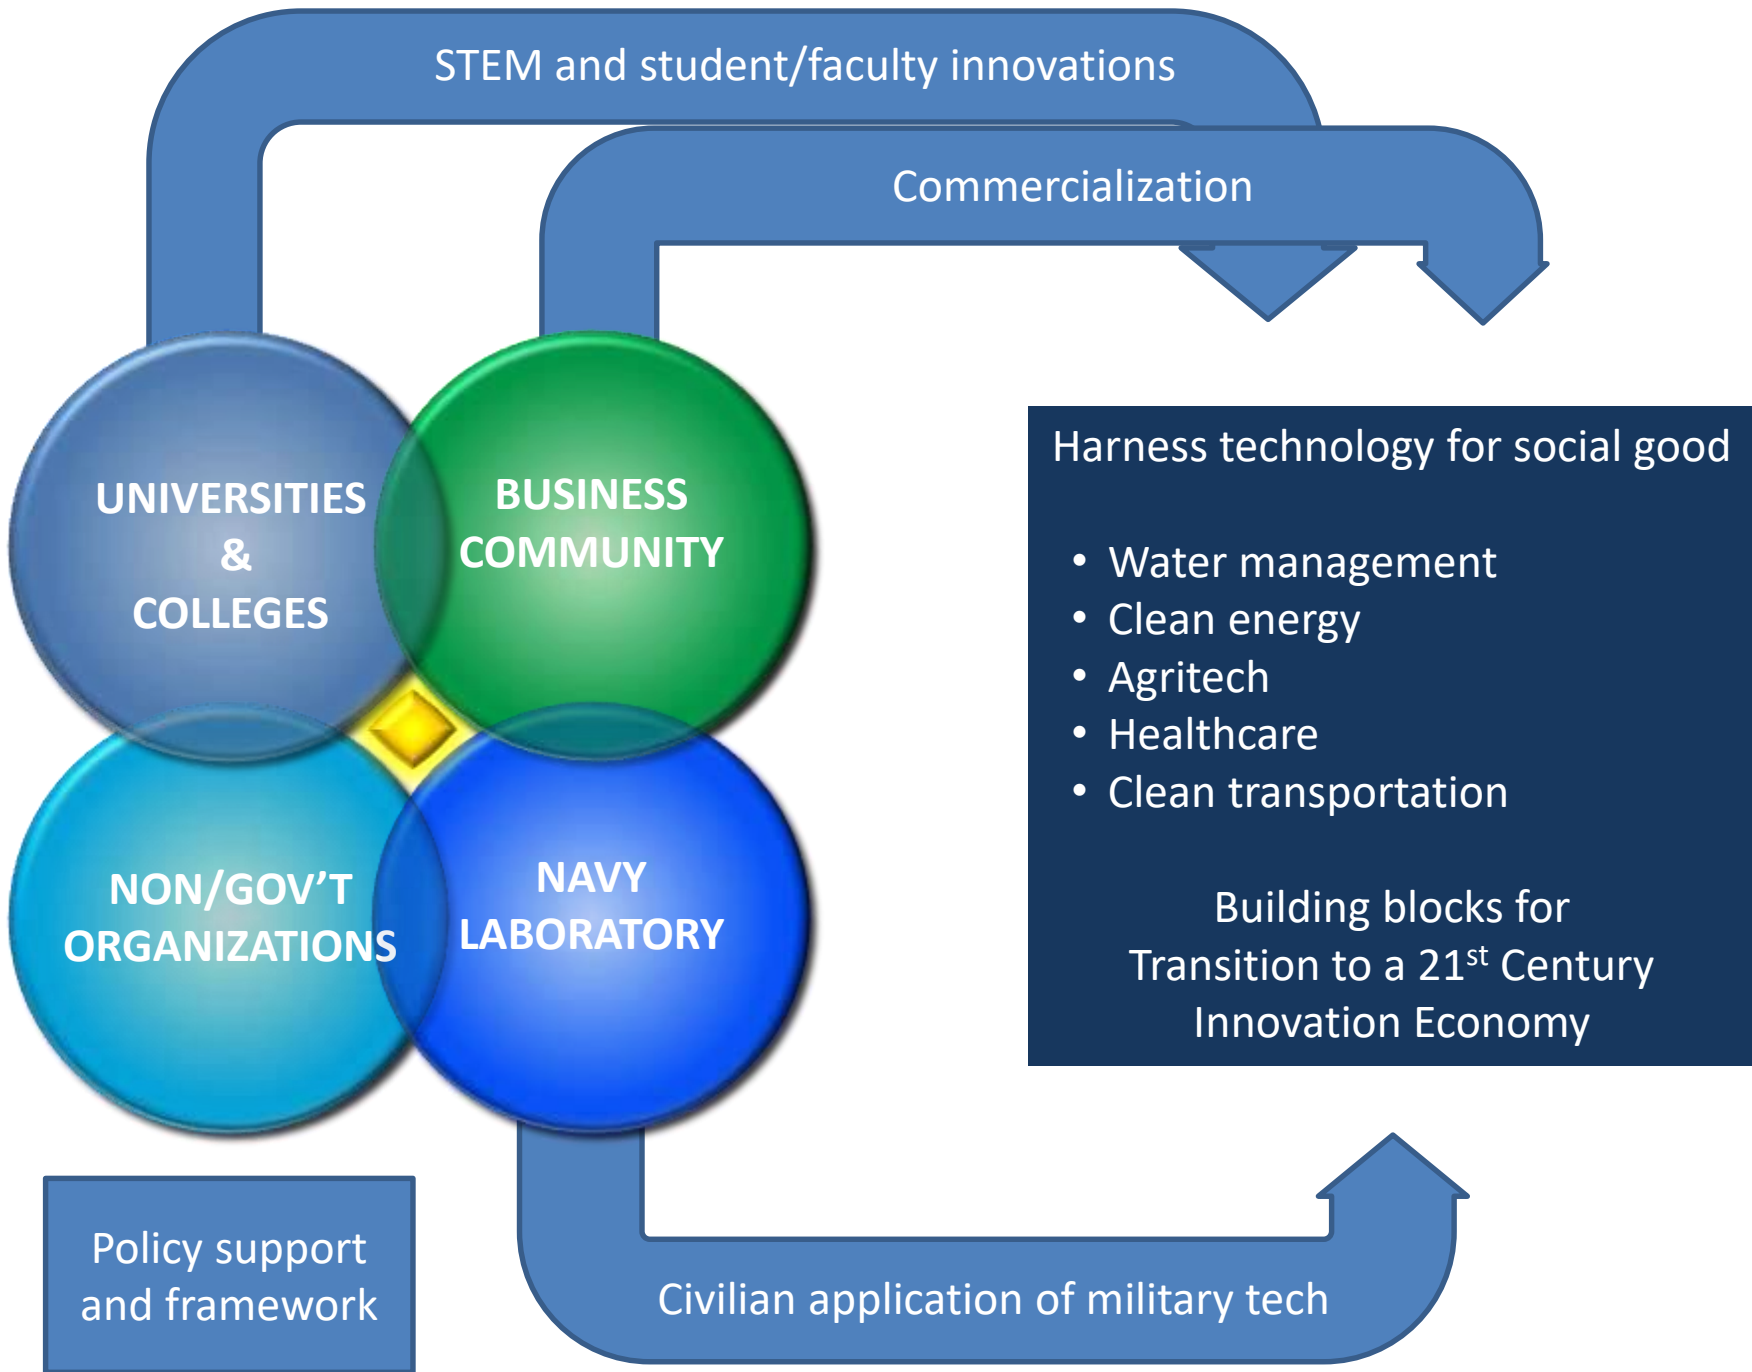 STEM and student/faculty innovations
Commercialization
UNIVERSITIES
&
COLLEGES
BUSINESS
COMMUNITY
NON/GOV’T
ORGANIZATIONS
NAVY
LABORATORY
Harness technology for social good
• Water management
• Clean energy
• Agritech
• Healthcare
• Clean transportation
Building blocks for
Transition to a 21st Century
Innovation Economy
Policy support
and framework
Civilian application of military tech